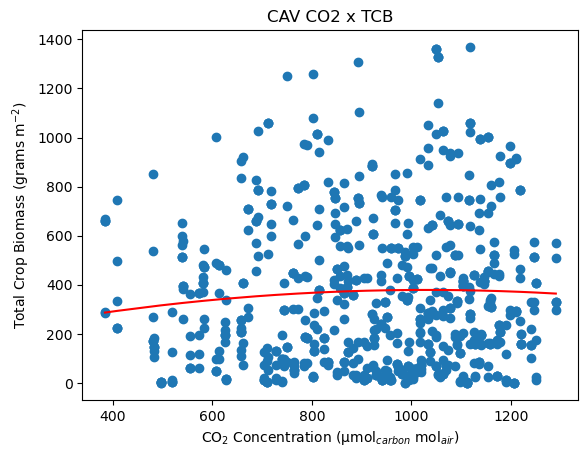 CAV CO2 x TCB
1400
1200
1000
800
600
400
200
0
Total Crop Biomass (grams m⁻²)
400 600 800 1000 1200
CO₂ Concentration (μmol_carbon mol_air)